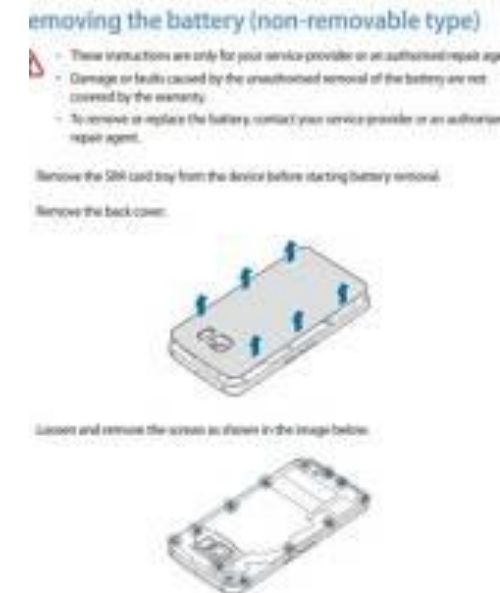 emoving the battery (non-removable type)
• These instructions are only for your service provider or an authorised repair age
• Damage or faults caused by the unauthorised removal of the battery are not
covered by the warranty.
• To remove or replace the battery, contact your service provider or an authorise
repair agent.
Remove the SIM card tray from the device before starting battery removal.
Remove the back cover.
Loosen and remove the screws as shown in the image below.